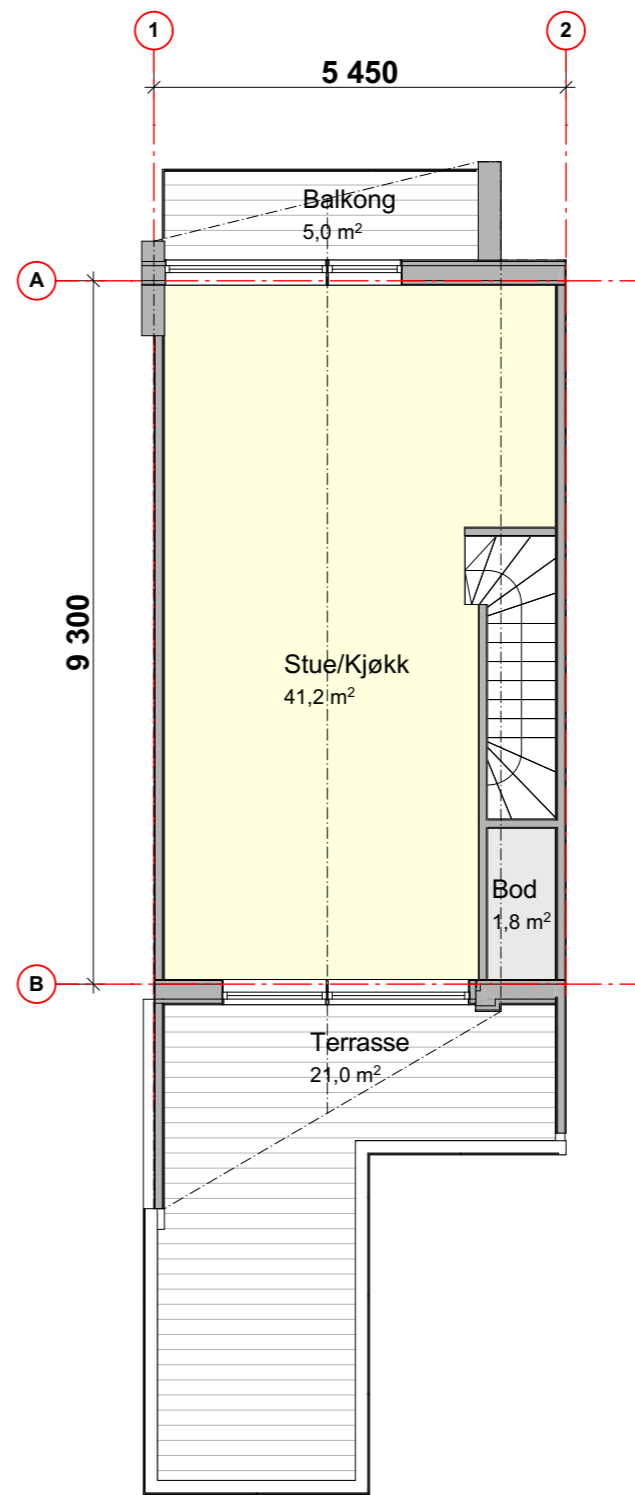 1
2
5 450
Balkong
5,0 m²
A
9 300
Stue/Kjøkk
41,2 m²
Bod
1,8 m²
B
Terrasse
21,0 m²